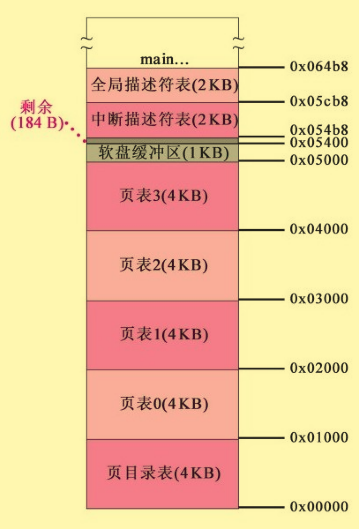 main...
0x064b8
全局描述符表(2KB)
0x05cb8
剩余
(184 B)
中断描述符表(2KB)
0x054b8
0x05400
软盘缓冲区(1KB)
0x05000
页表3(4KB)
0x04000
页表2(4KB)
0x03000
页表1(4KB)
0x02000
页表0(4KB)
0x01000
页目录表(4KB)
0x00000